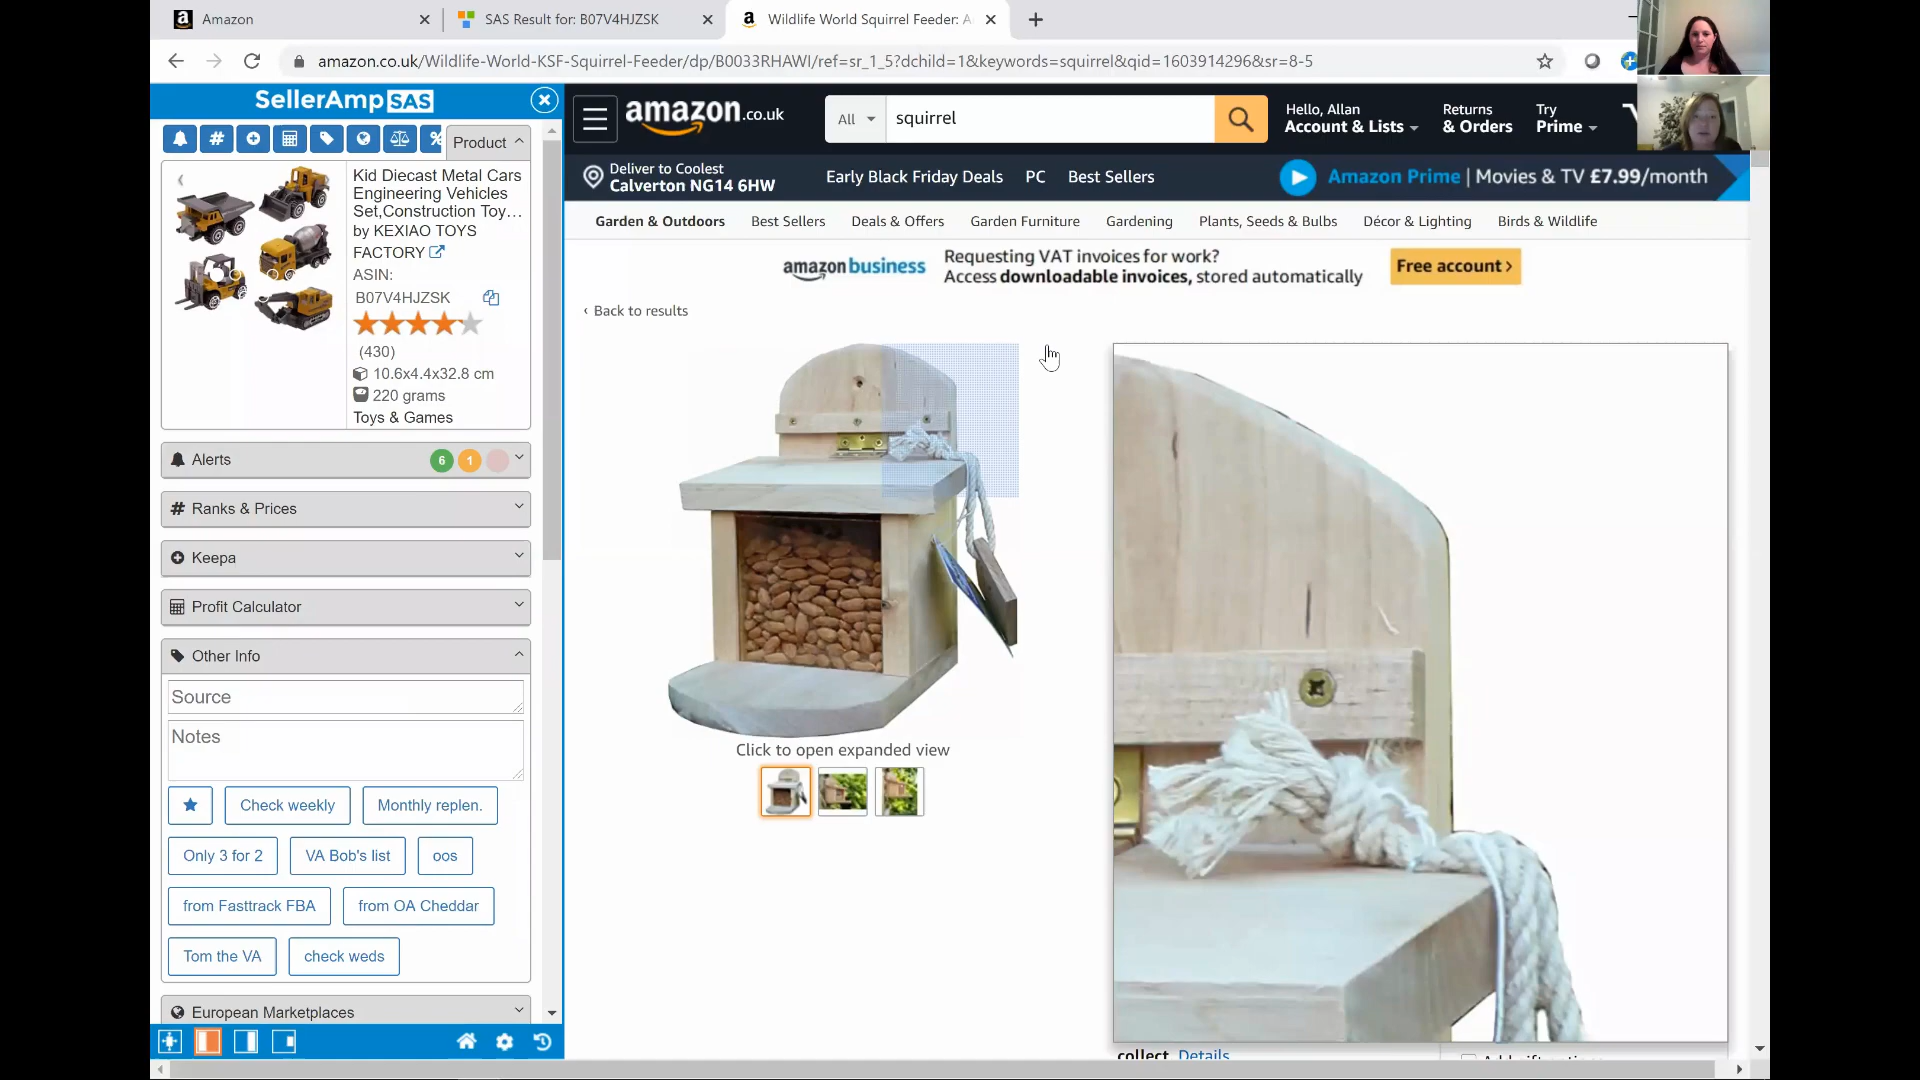 Amazon
SAS Result for: B07V4HJZSK
Wildlife World Squirrel Feeder: A
amazon.co.uk/Wildlife-World-KSF-Squirrel-Feeder/dp/B0033RHAWI/ref=sr_1_5?dchild=1&keywords=squirrel&qid=1603914296&sr=8-5
SellerAmp SAS
Product
Kid Diecast Metal Cars
Engineering Vehicles
Set,Construction Toy...
by KEXIAO TOYS
FACTORY
ASIN:
B07V4HJZSK
(430)
10.6x4.4x32.8 cm
220 grams
Toys & Games
Alerts
6
1
Ranks & Prices
Keepa
Profit Calculator
Other Info
Source
Notes
Check weekly
Monthly replen.
Only 3 for 2
VA Bob's list
oos
from Fasttrack FBA
from OA Cheddar
Tom the VA
check weds
European Marketplaces
amazon.co.uk
All
squirrel
Hello, Allan
Account & Lists
Returns
& Orders
Try
Prime
Deliver to Coolest
Calverton NG14 6HW
Early Black Friday Deals
PC
Best Sellers
Amazon Prime | Movies & TV £7.99/month
Garden & Outdoors
Best Sellers
Deals & Offers
Garden Furniture
Gardening
Plants, Seeds & Bulbs
Décor & Lighting
Birds & Wildlife
amazon business
Requesting VAT invoices for work?
Access downloadable invoices, stored automatically
Free account ›
‹ Back to results
Click to open expanded view
collect. Details